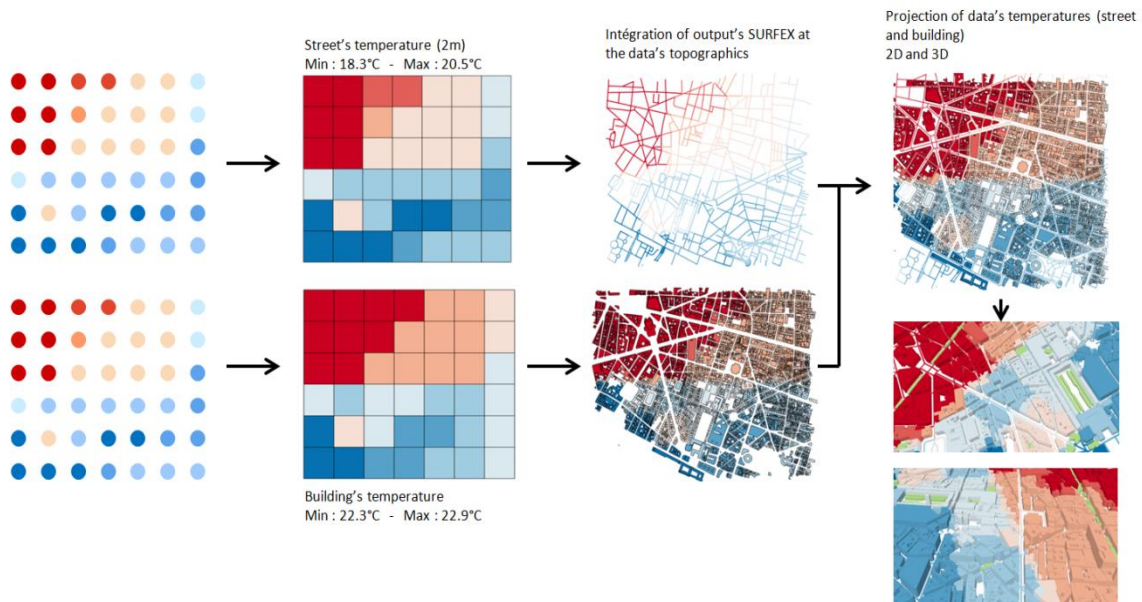 Street's temperature (2m)
Min : 18.3°C - Max : 20.5°C
Intégration of output's SURFEX at
the data's topographics
Projection of data's temperatures (street
and building)
2D and 3D
Building's temperature
Min : 22.3°C - Max : 22.9°C